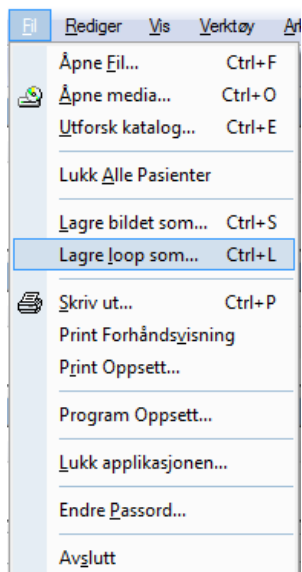 Fil Rediger Vis Verktøy
Åpne Fil... Ctrl+F
Åpne media... Ctrl+O
Utforsk katalog... Ctrl+E
Lukk Alle Pasienter
Lagre bildet som... Ctrl+S
Lagre loop som... Ctrl+L
Skriv ut... Ctrl+P
Print Forhåndsvisning
Print Oppsett...
Program Oppsett...
Lukk applikasjonen...
Endre Passord...
Avslutt